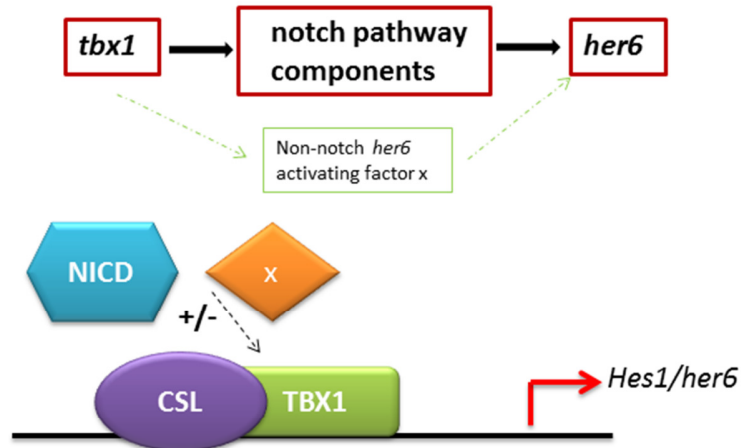 tbx1
notch pathway
components
her6
Non-notch her6
activating factor x
NICD
x
+/-
CSL
TBX1
Hes1/her6